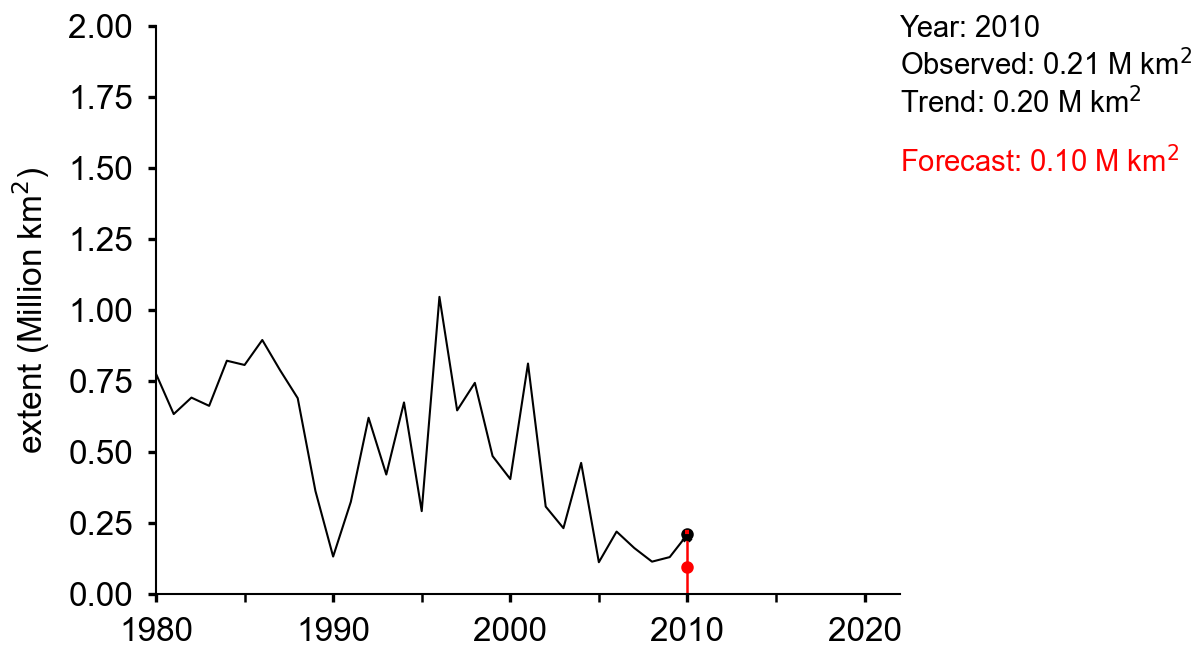 2.00
1.75
1.50
1.25
1.00
0.75
0.50
0.25
0.00
extent (Million km²)
1980 1990 2000 2010 2020
Year: 2010
Observed: 0.21 M km²
Trend: 0.20 M km²
Forecast: 0.10 M km²